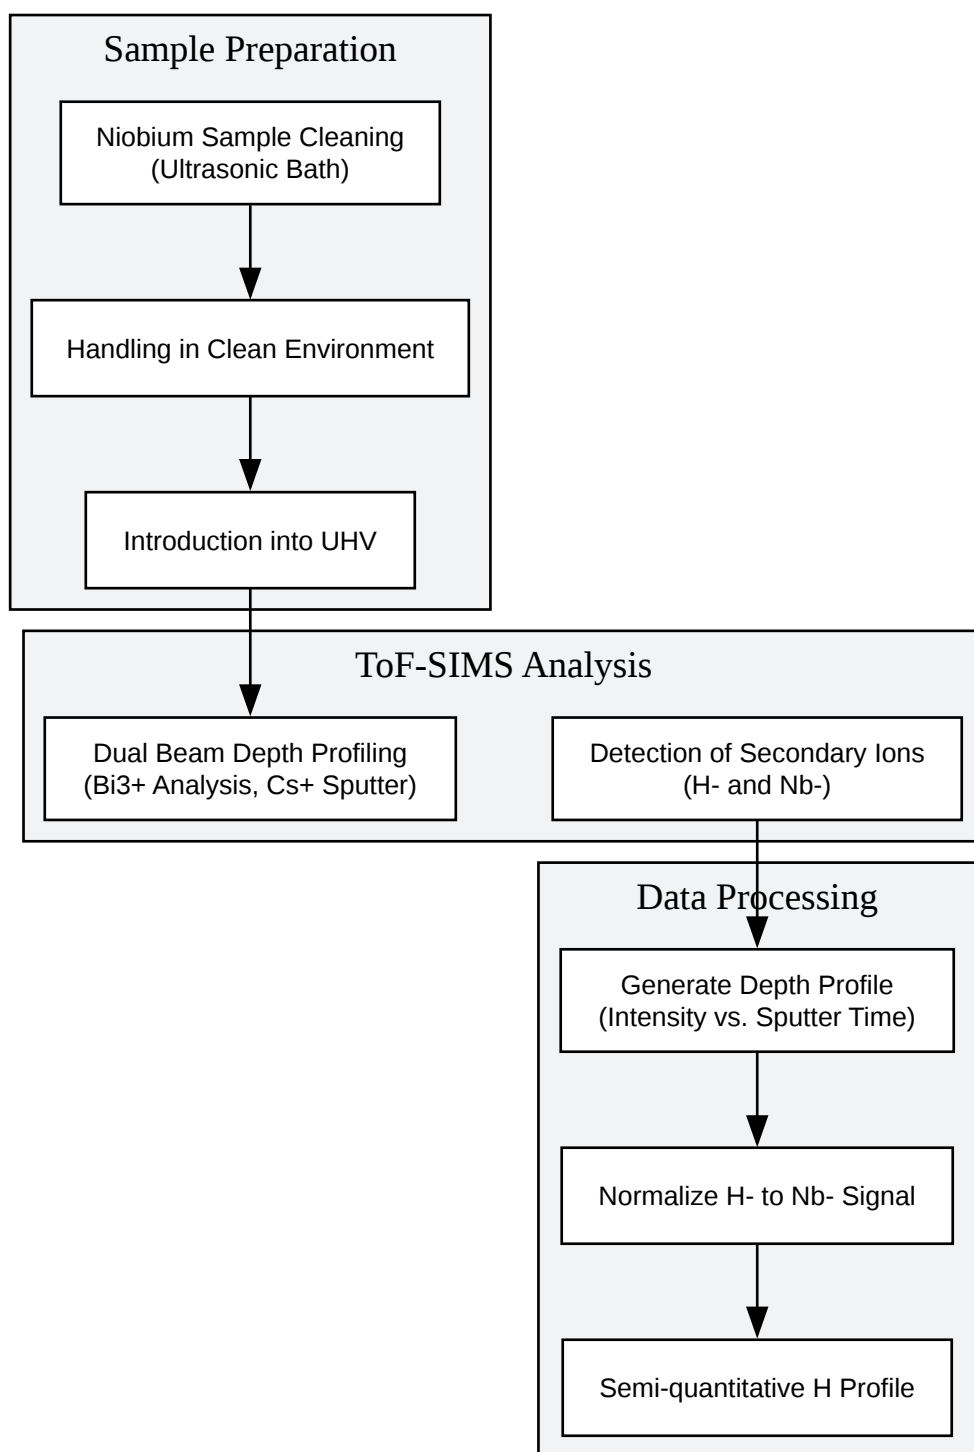 Sample Preparation
Niobium Sample Cleaning
(Ultrasonic Bath)
Handling in Clean Environment
Introduction into UHV
ToF-SIMS Analysis
Dual Beam Depth Profiling
(Bi3+ Analysis, Cs+ Sputter)
Detection of Secondary Ions
(H- and Nb-)
Data Processing
Generate Depth Profile
(Intensity vs. Sputter Time)
Normalize H- to Nb- Signal
Semi-quantitative H Profile